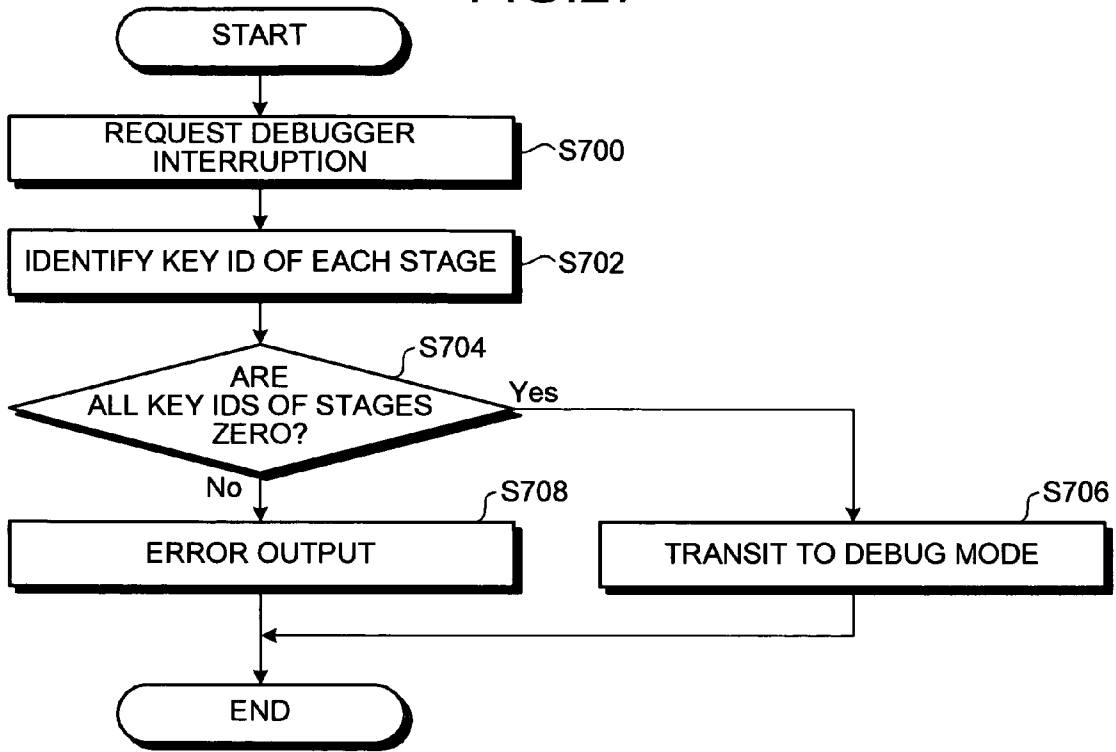 START
REQUEST DEBUGGER
INTERRUPTION
S700
IDENTIFY KEY ID OF EACH STAGE
S702
S704
ARE
ALL KEY IDS OF STAGES
ZERO?
Yes
No
S708
S706
ERROR OUTPUT
TRANSIT TO DEBUG MODE
END